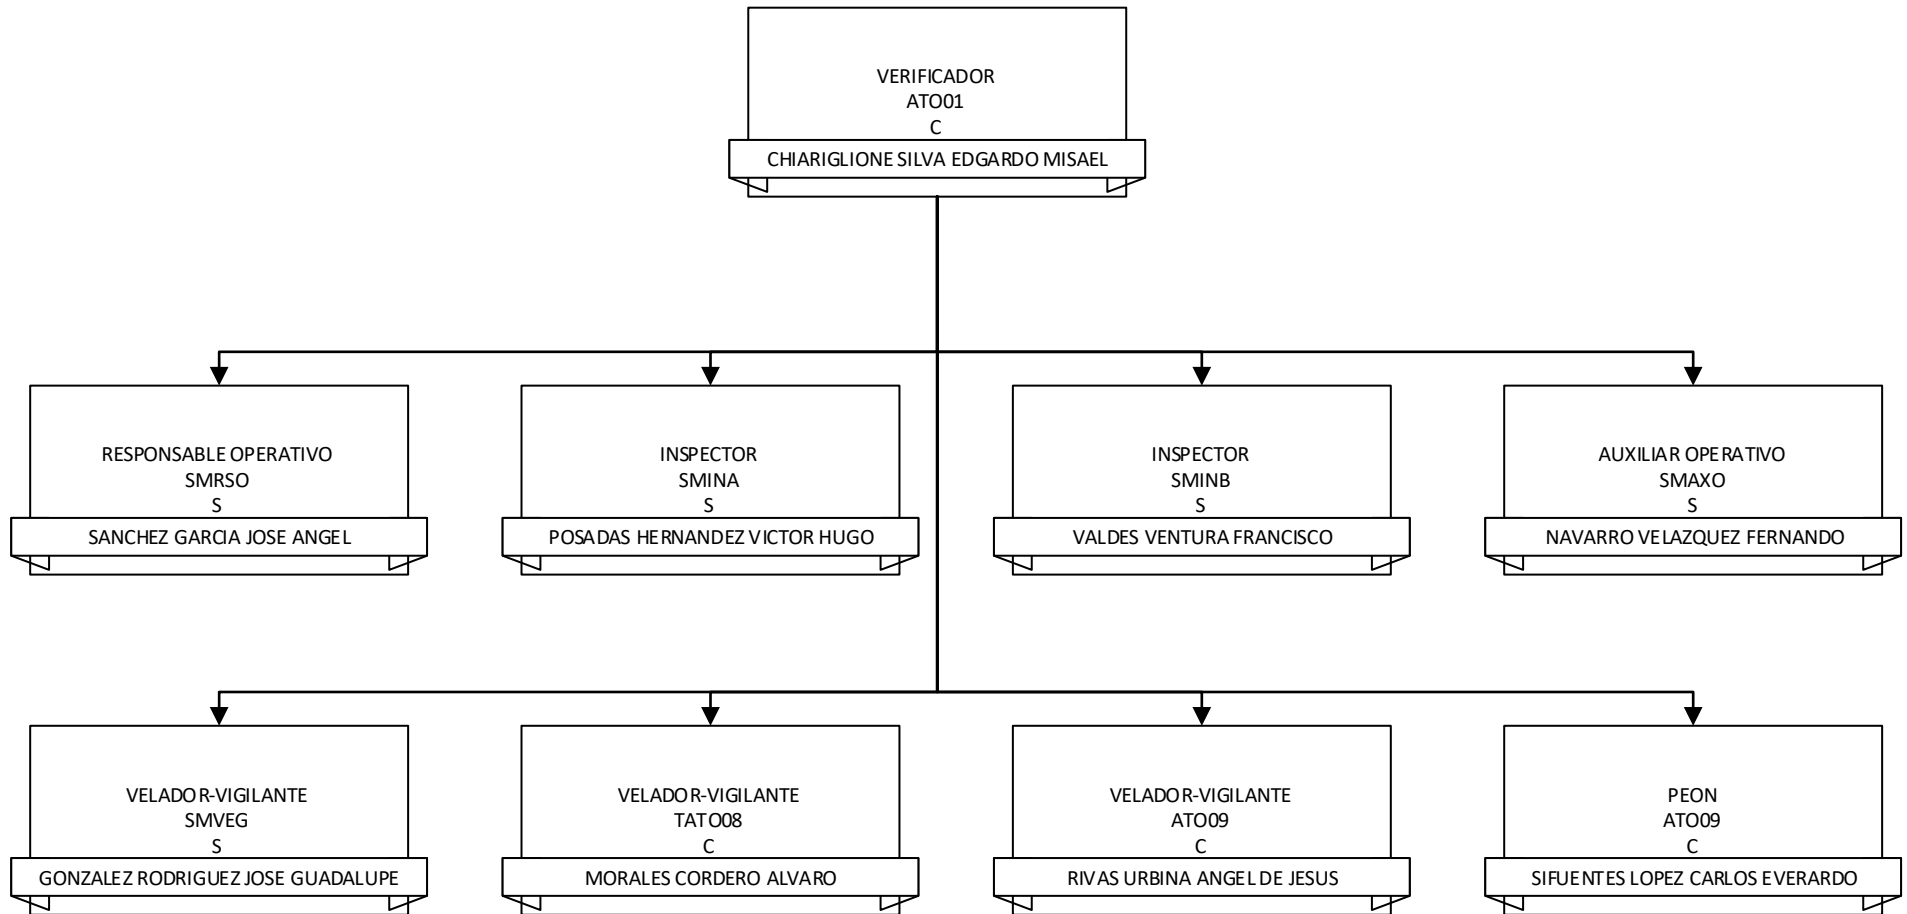 VERIFICADOR
ATO01
C
CHIARIGLIONE SILVA EDGARDO MISAEL
RESPONSABLE OPERATIVO
SMRSO
S
SANCHEZ GARCIA JOSE ANGEL
INSPECTOR
SMINA
S
POSADAS HERNANDEZ VICTOR HUGO
INSPECTOR
SMINB
S
VALDES VENTURA FRANCISCO
AUXILIAR OPERATIVO
SMAXO
S
NAVARRO VELAZQUEZ FERNANDO
VELADOR-VIGILANTE
SMVEG
S
GONZALEZ RODRIGUEZ JOSE GUADALUPE
VELADOR-VIGILANTE
TATO08
C
MORALES CORDERO ALVARO
VELADOR-VIGILANTE
ATO09
C
RIVAS URBINA ANGEL DE JESUS
PEON
ATO09
C
SIFUENTES LOPEZ CARLOS EVERARDO